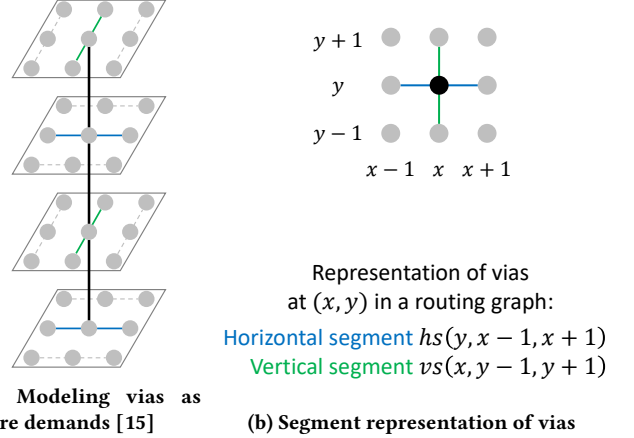 y + 1
y
y − 1
x − 1 x x + 1
Representation of vias
at (x, y) in a routing graph:
Horizontal segment hs(y, x − 1, x + 1)
Vertical segment vs(x, y − 1, y + 1)
Modeling vias as
re demands [15]
(b) Segment representation of vias